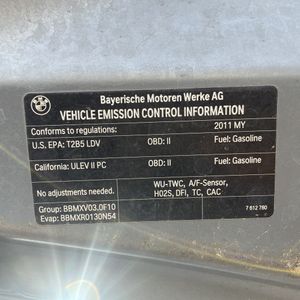 BMW
Bayerische Motoren Werke AG
VEHICLE EMISSION CONTROL INFORMATION
Conforms to regulations: 2011 MY
U.S. EPA: T2B5 LDV OBD: II Fuel: Gasoline
California: ULEV II PC OBD: II Fuel: Gasoline
No adjustments needed. WU-TWC, A/F-Sensor,
H02S, DFI, TC, CAC
Group: BBMXV03.0F10
Evap: BBMXR0130N54 7 612 780